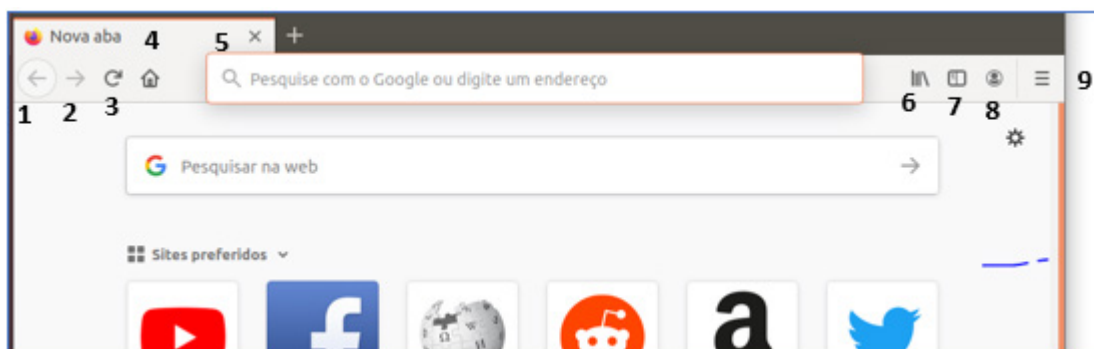 Nova aba 4 5
Pesquise com o Google ou digite um endereço
1 2 3 6 7 8 9
G Pesquisar na web
Sites preferidos
f a